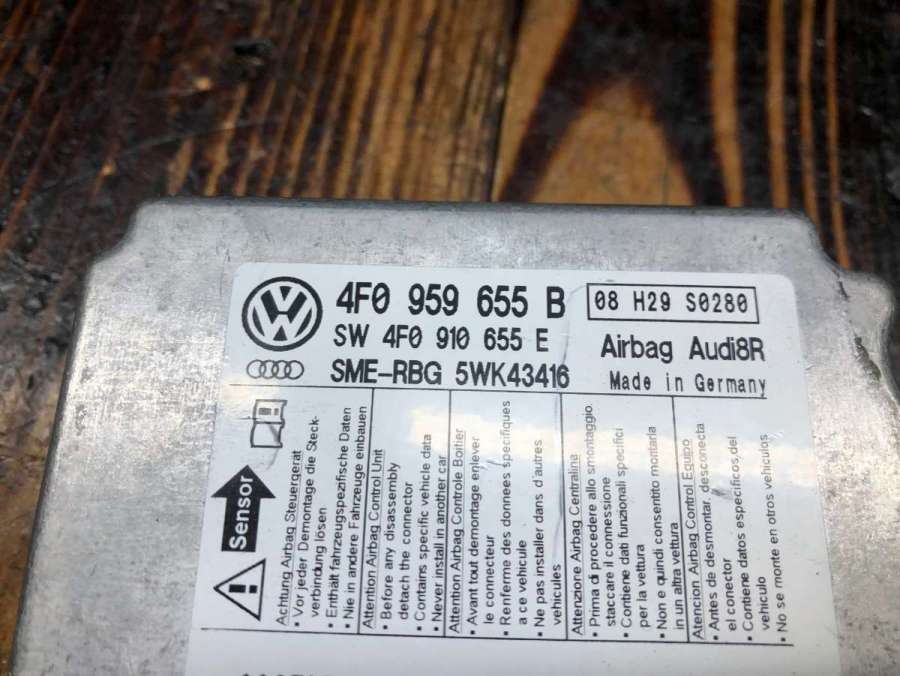 4F0 959 655 B
08 H29 S0280
SW 4F0 910 655 E
Airbag Audi8R
SME-RBG 5WK43416
Made in Germany
Sensor
Achtung Airbag Steuergerät
• Vor jeder Demontage die Steck-
verbindung lösen
• Enthält fahrzeugspezifische Daten
• Nie in andere Fahrzeuge einbauen
Attention Airbag Control Unit
• Before any disassembly
detach the connector
• Contains specific vehicle data
• Never install in another car
Attention Airbag Controle Boitier
• Avant tout demontage enlever
le connecteur
• Renferme des donnees specifiques
a ce vehicule
• Ne pas installer dans d'autres
vehicules
Attenzione Airbag Centralina
• Prima di procedere allo smontaggio
staccare il connessione
• Contiene dati funzionali specifici
per la vettura
• Non e quindi consentito montarla
in un altra vettura
Atencion Airbag Control Equipo
• Antes de desmontar, desconecta
el conector
• Contiene datos especificos del
vehiculo
• No se monte en otros vehiculos